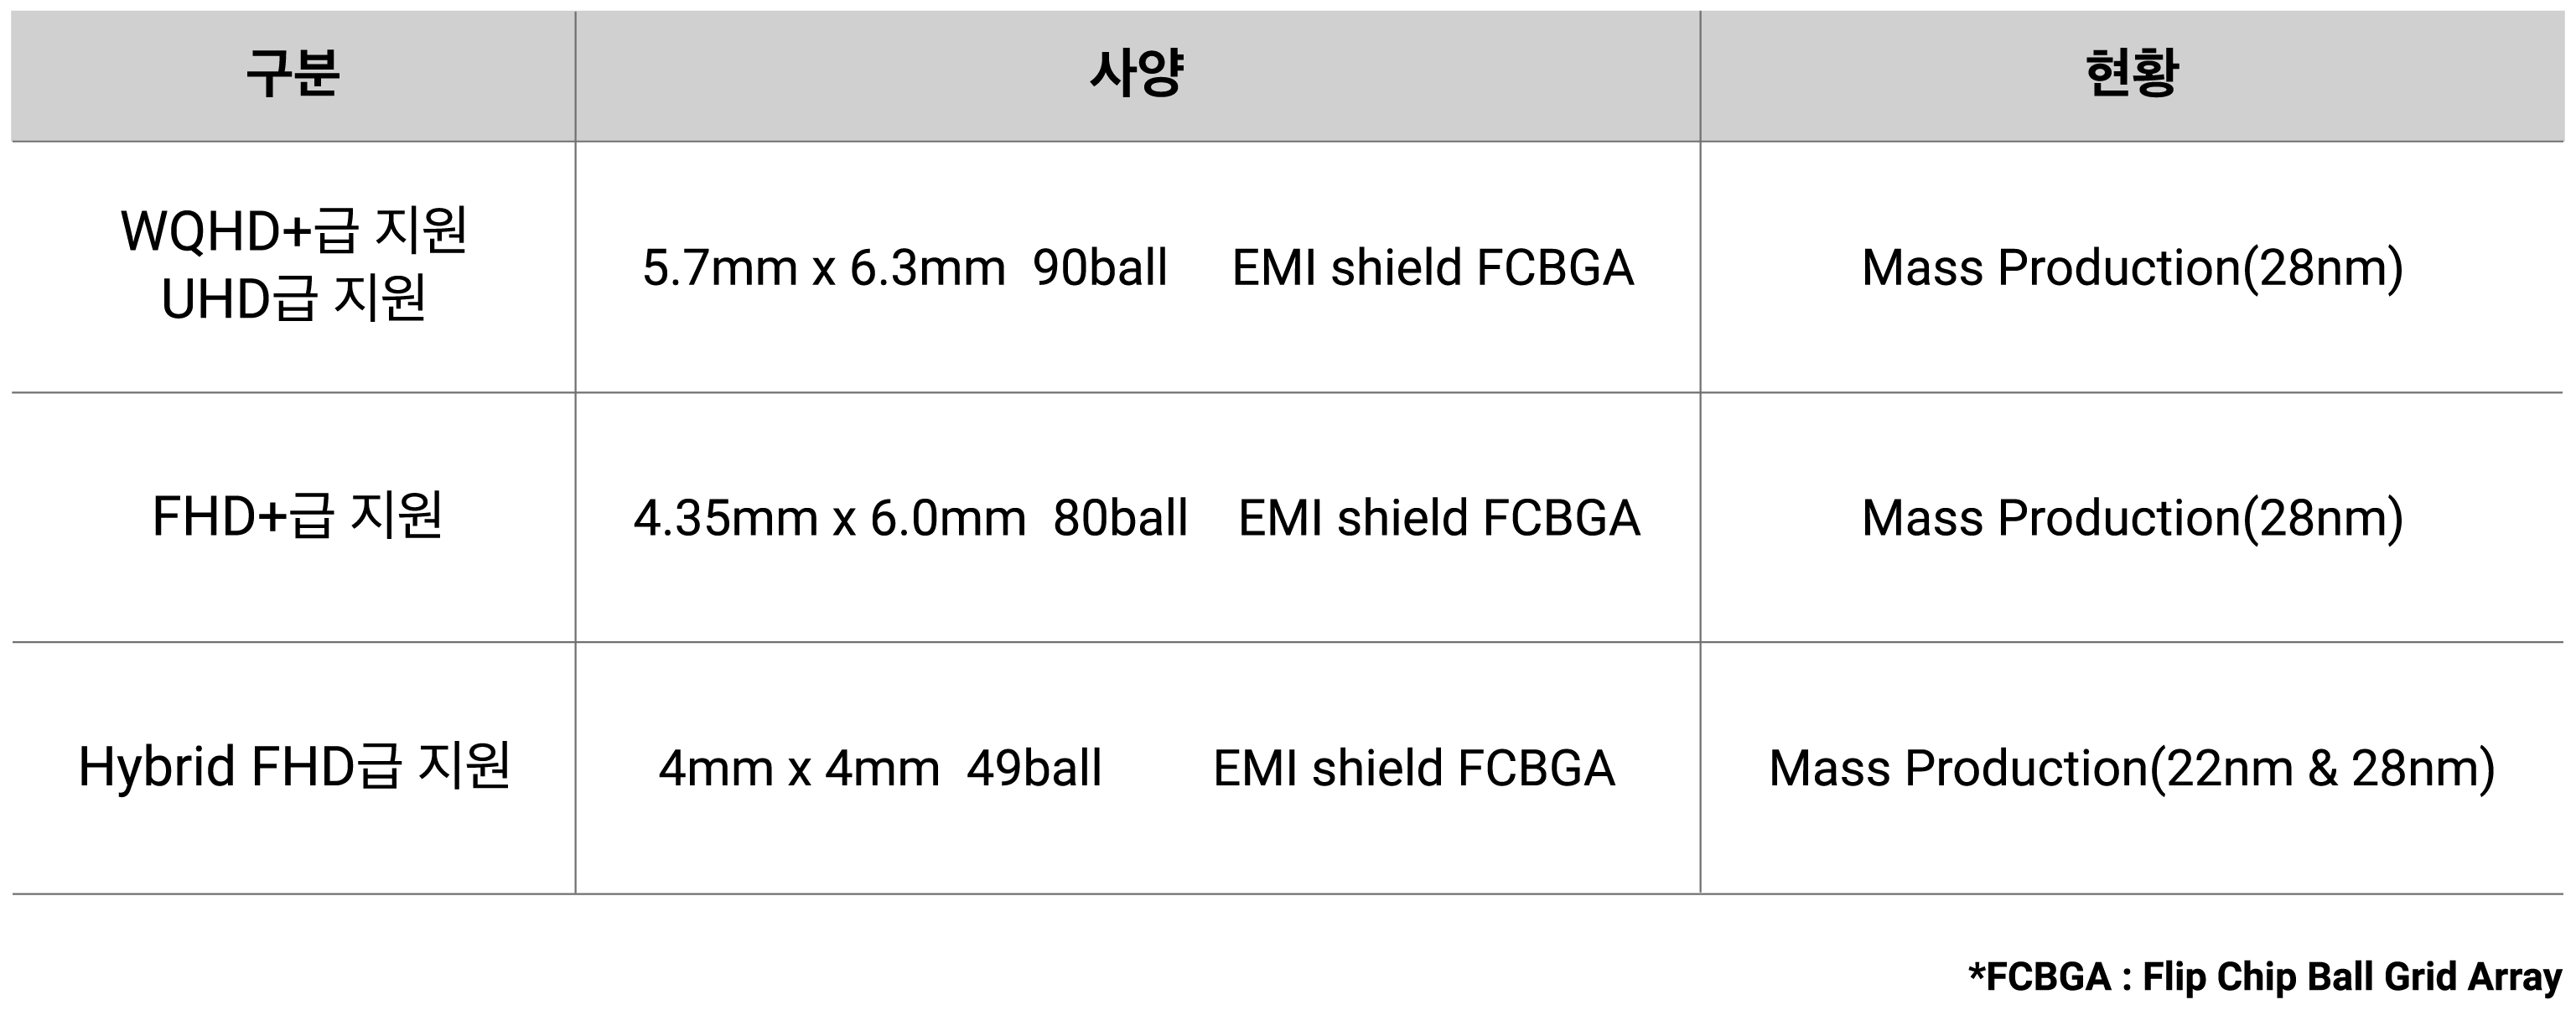 구분 사양 현황
WQHD+급 지원
UHD급 지원
5.7mm x 6.3mm 90ball EMI shield FCBGA
Mass Production(28nm)
FHD+급 지원
4.35mm x 6.0mm 80ball EMI shield FCBGA
Mass Production(28nm)
Hybrid FHD급 지원
4mm x 4mm 49ball EMI shield FCBGA
Mass Production(22nm & 28nm)
*FCBGA : Flip Chip Ball Grid Array